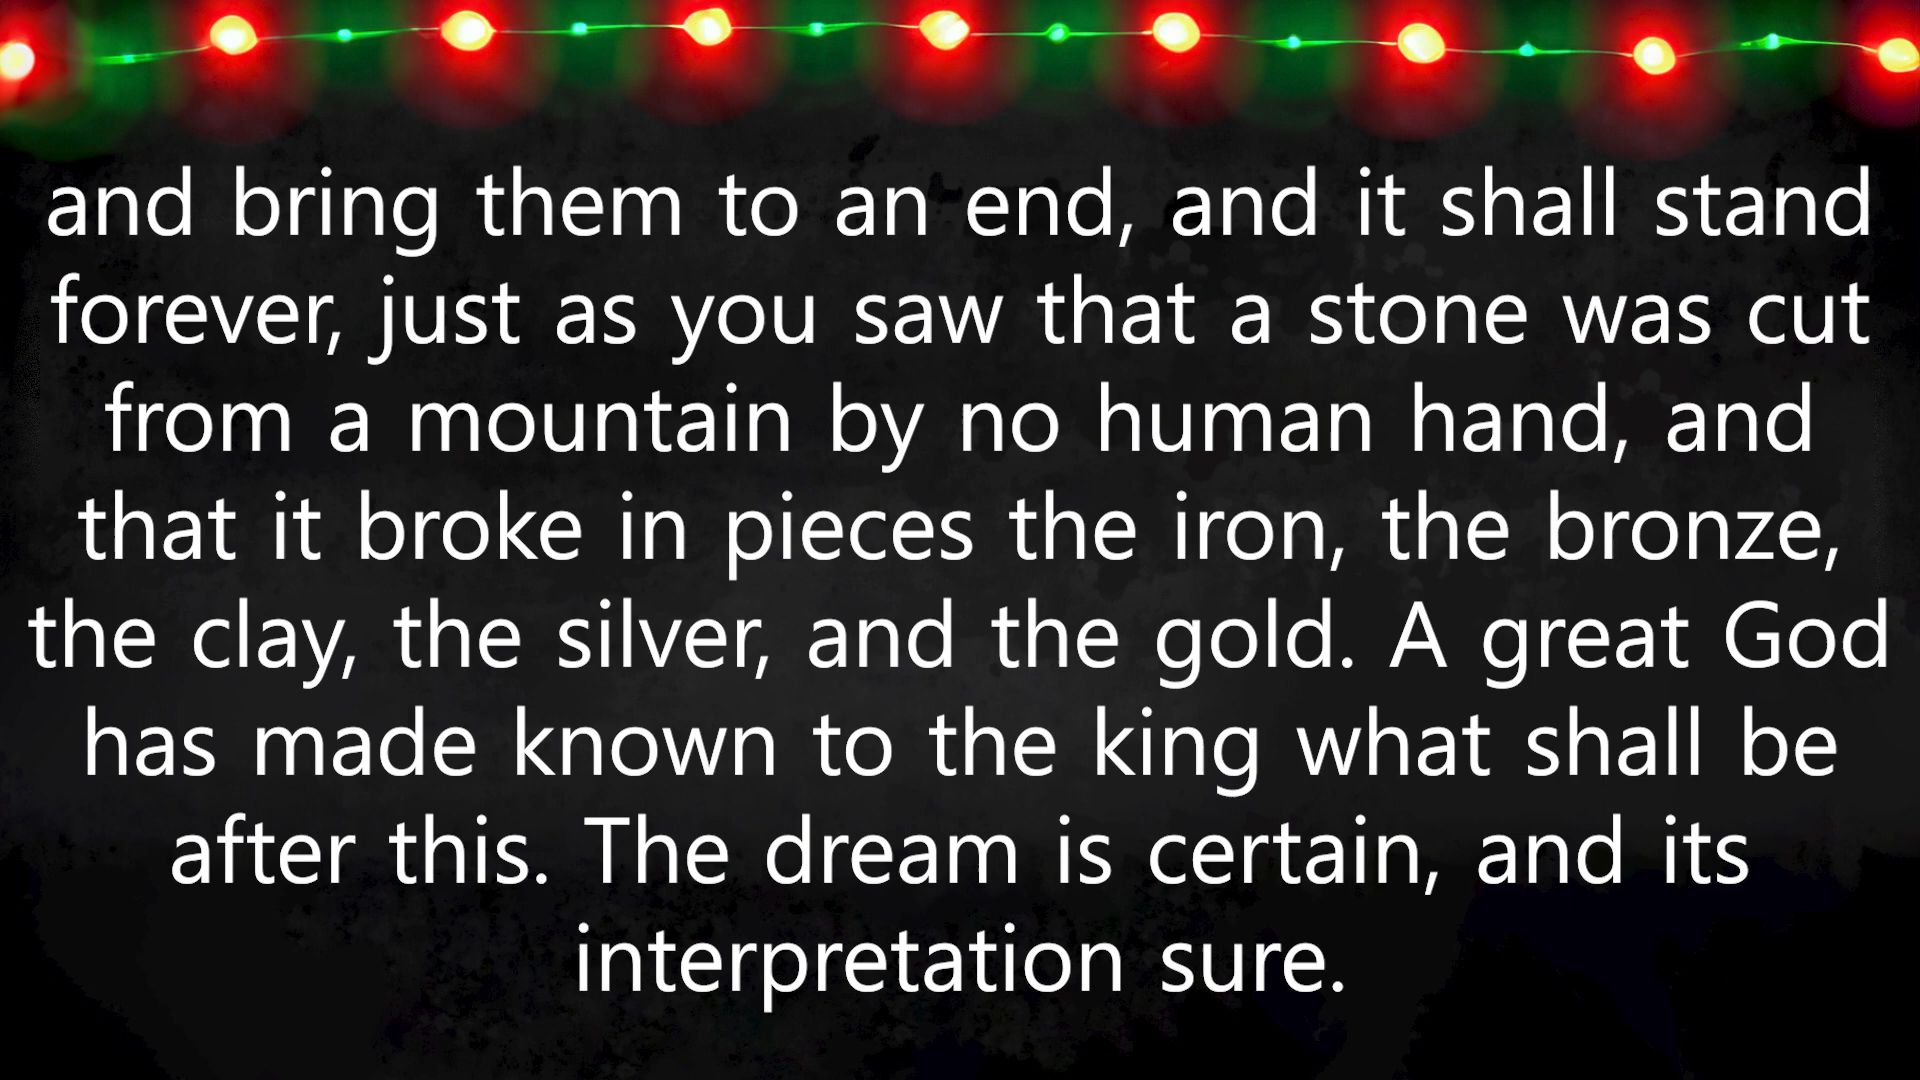 and bring them to an end, and it shall stand
forever, just as you saw that a stone was cut
from a mountain by no human hand, and
that it broke in pieces the iron, the bronze,
the clay, the silver, and the gold. A great God
has made known to the king what shall be
after this. The dream is certain, and its
interpretation sure.